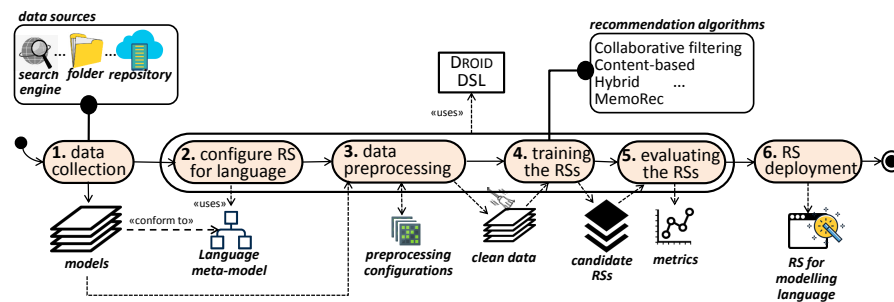 data sources
...
...
search
engine
folder
repository
recommendation algorithms
Collaborative filtering
Content-based
Hybrid ...
MemoRec
DROID
DSL
«uses»
1. data
collection
2. configure RS
for language
3. data
preprocessing
4. training
the RSs
5. evaluating
the RSs
6. RS
deployment
«conform to»
«uses»
models
Language
meta-model
preprocessing
configurations
clean data
candidate
RSs
metrics
RS for
modelling
language